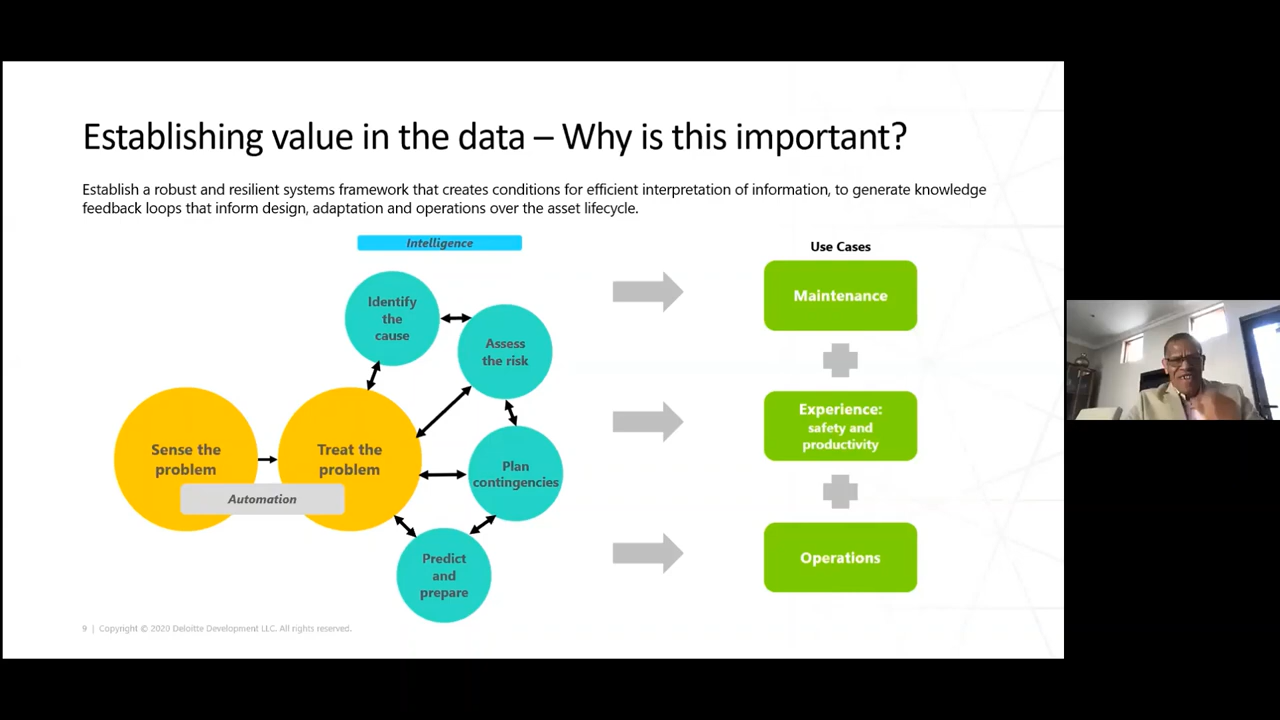 Establishing value in the data – Why is this important?
Establish a robust and resilient systems framework that creates conditions for efficient interpretation of information, to generate knowledge
feedback loops that inform design, adaptation and operations over the asset lifecycle.
Intelligence
Use Cases
Identify
the
cause
Assess
the risk
Sense the
problem
Treat the
problem
Automation
Plan
contingencies
Predict
and
prepare
Maintenance
Experience:
safety and
productivity
Operations
9 | Copyright © 2020 Deloitte Development LLC. All rights reserved.